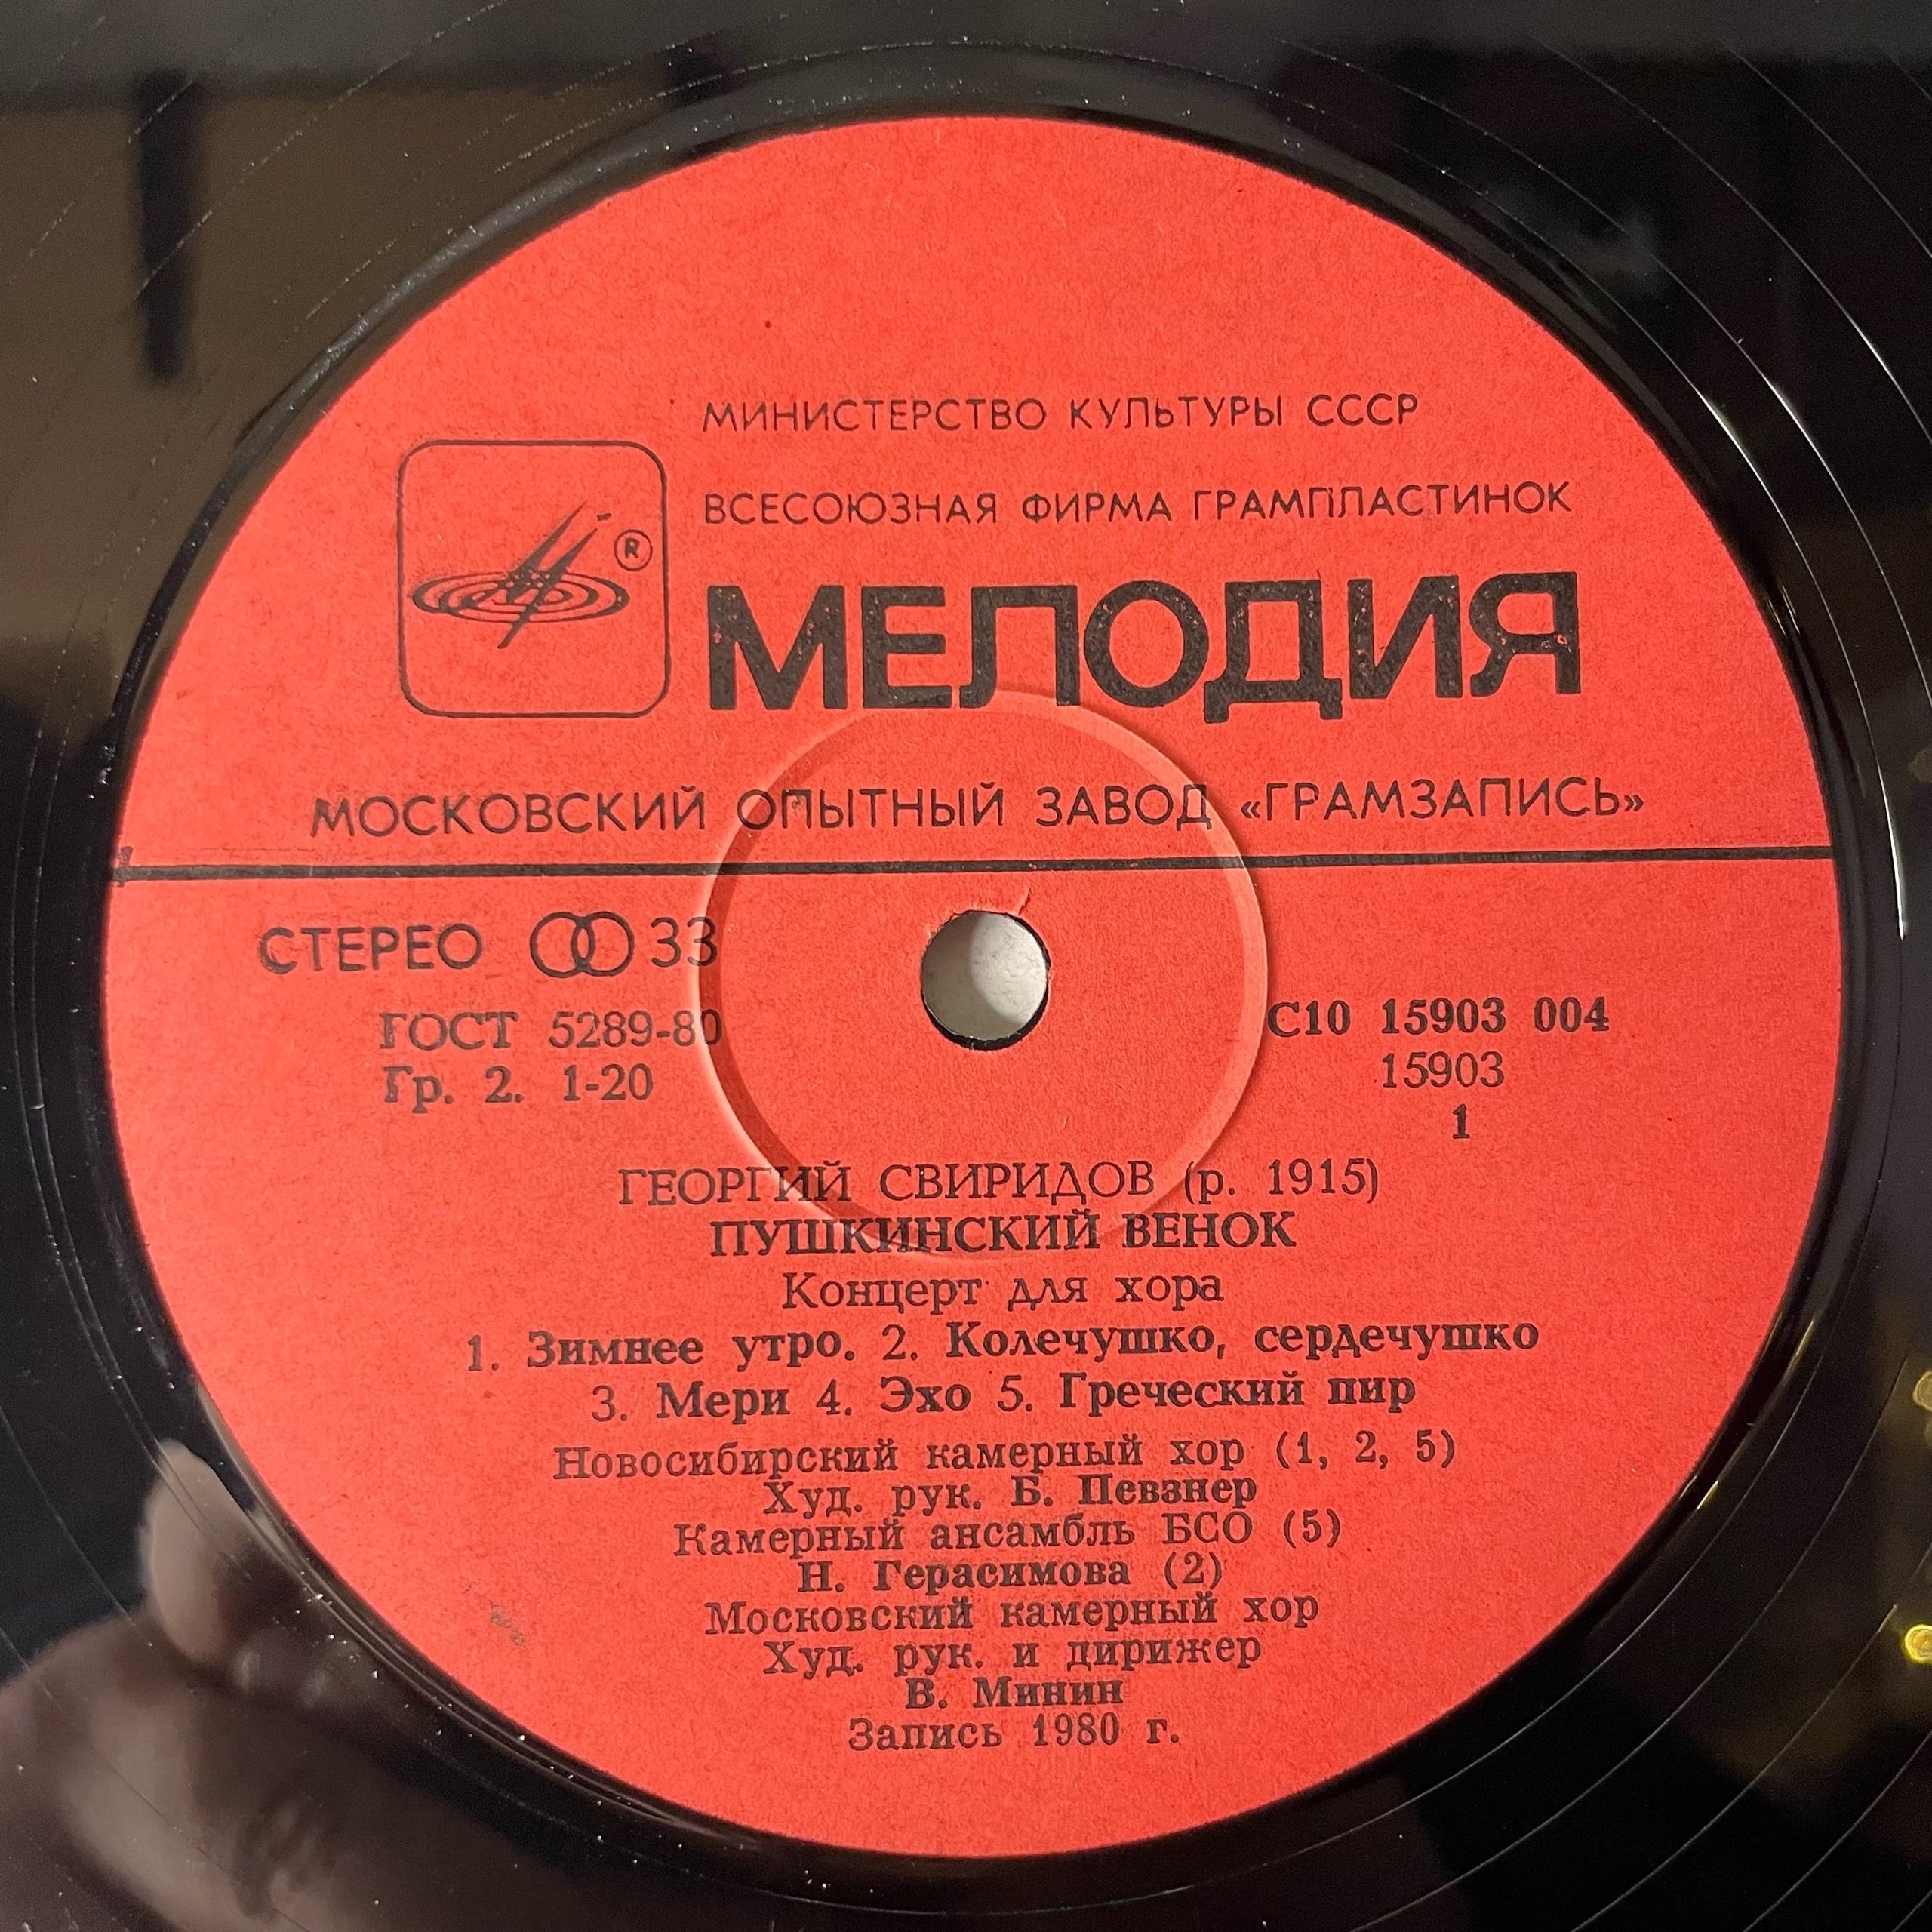 МИНИСТЕРСТВО КУЛЬТУРЫ СССР
ВСЕСОЮЗНАЯ ФИРМА ГРАМПЛАСТИНОК
®
МЕЛОДИЯ
МОСКОВСКИЙ ОПЫТНЫЙ ЗАВОД «ГРАМЗАПИСЬ»
СТЕРЕО 33
ГОСТ 5289-80
Гр. 2. 1-20
С10 15903 004
15903
1
ГЕОРГИЙ СВИРИДОВ (р. 1915)
ПУШКИНСКИЙ ВЕНОК
Концерт для хора
1. Зимнее утро. 2. Колечушко, сердечушко
3. Мери 4. Эхо 5. Греческий пир
Новосибирский камерный хор (1, 2, 5)
Худ. рук. Б. Певзнер
Камерный ансамбль БСО (5)
Н. Герасимова (2)
Московский камерный хор
Худ. рук. и дирижер
В. Минин
Запись 1980 г.